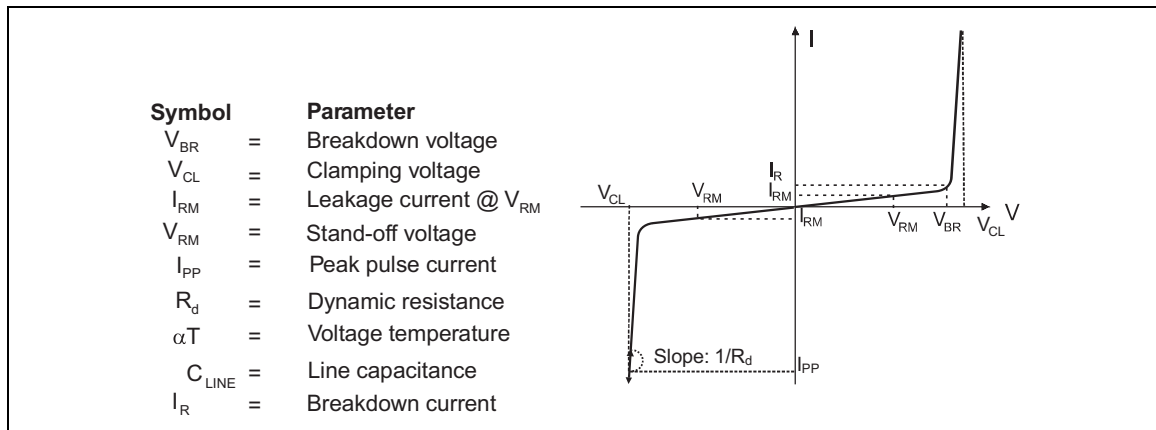 Symbol Parameter
V_BR = Breakdown voltage
V_CL = Clamping voltage
I_RM = Leakage current @ V_RM
V_RM = Stand-off voltage
I_PP = Peak pulse current
R_d = Dynamic resistance
αT = Voltage temperature
C_LINE = Line capacitance
I_R = Breakdown current
I
I_R
I_RM
V_CL V_RM
I_RM V_RM V_BR V_CL V
Slope: 1/R_d
I_PP